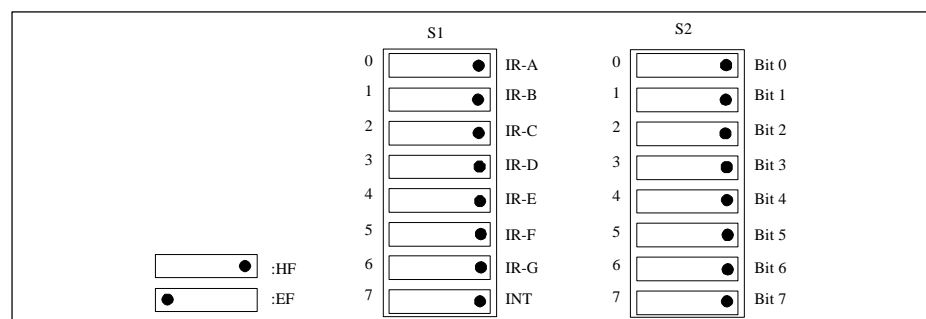 S1 S2
0 IR-A 0 Bit 0
1 IR-B 1 Bit 1
2 IR-C 2 Bit 2
3 IR-D 3 Bit 3
4 IR-E 4 Bit 4
5 IR-F 5 Bit 5
:HF 6 IR-G 6 Bit 6
:EF 7 INT 7 Bit 7